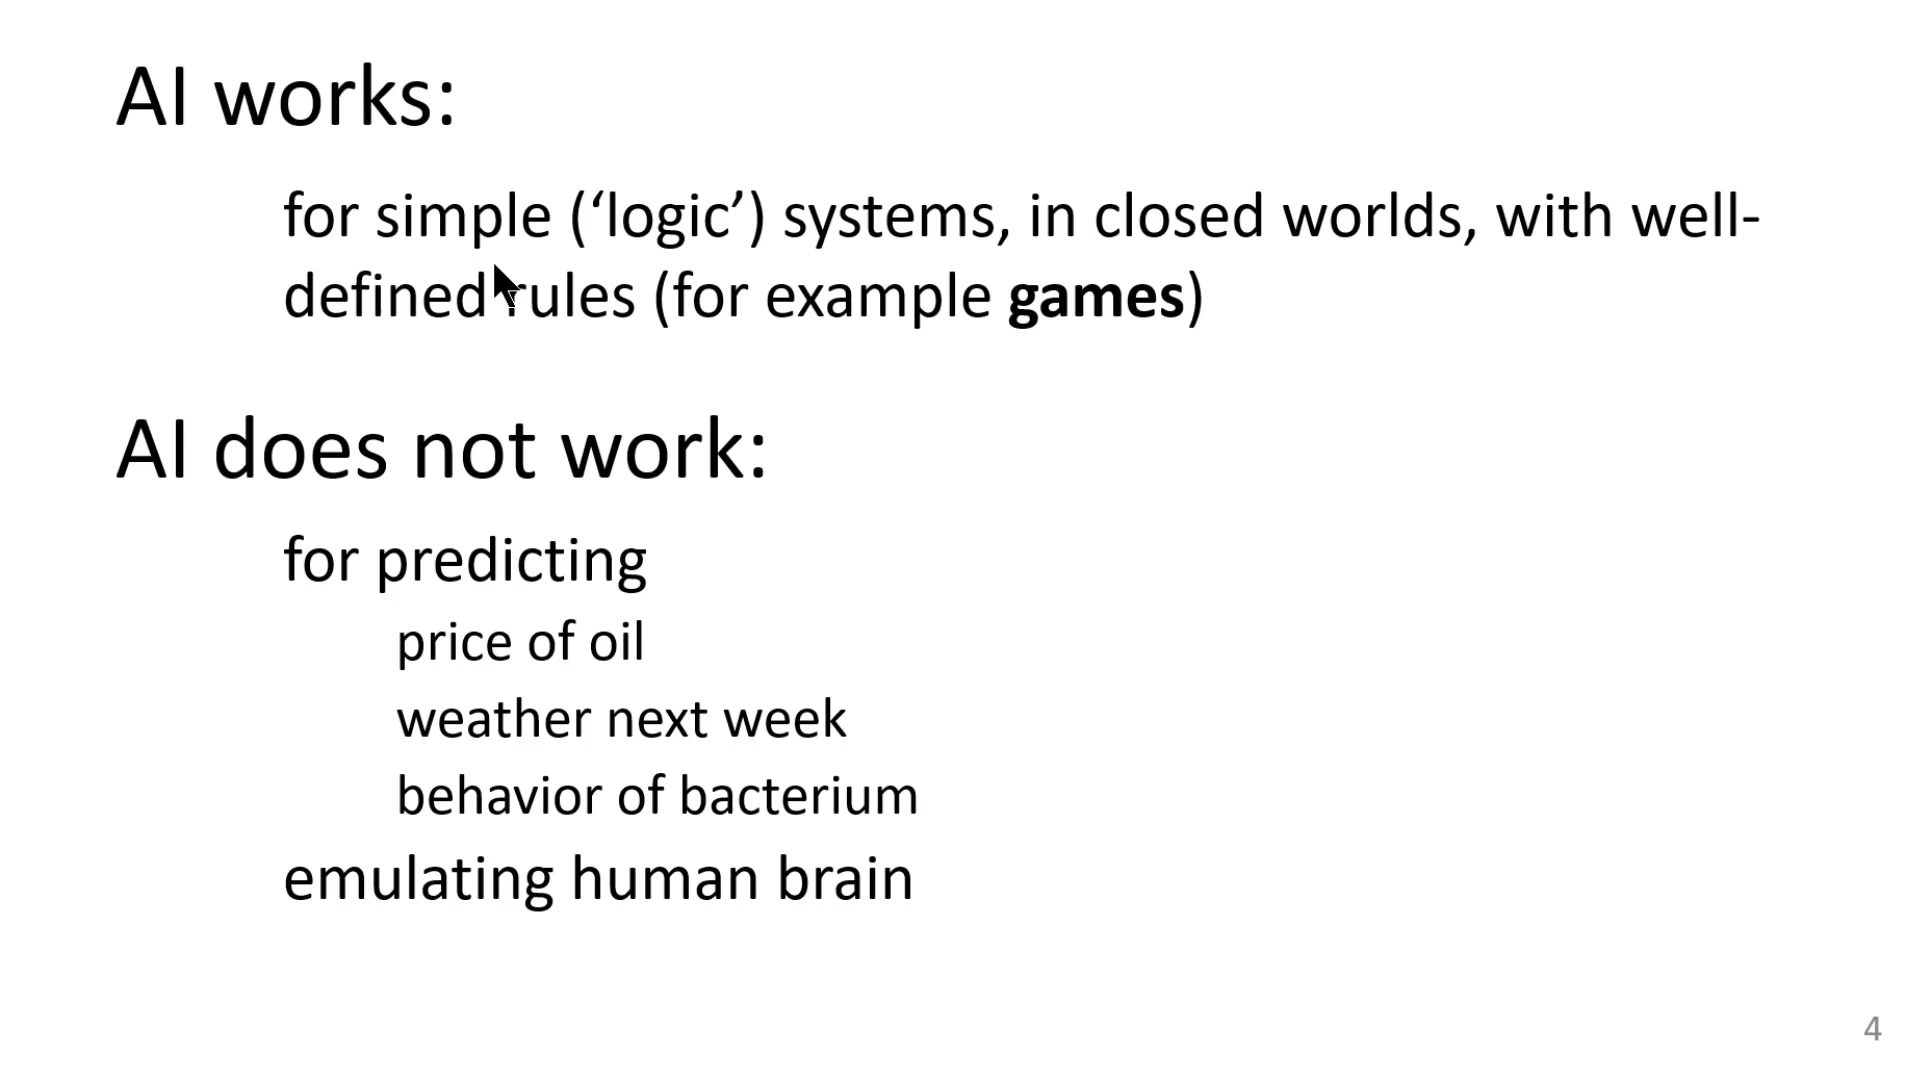 AI works:
for simple (‘logic’) systems, in closed worlds, with well-
defined rules (for example games)
AI does not work:
for predicting
price of oil
weather next week
behavior of bacterium
emulating human brain
4